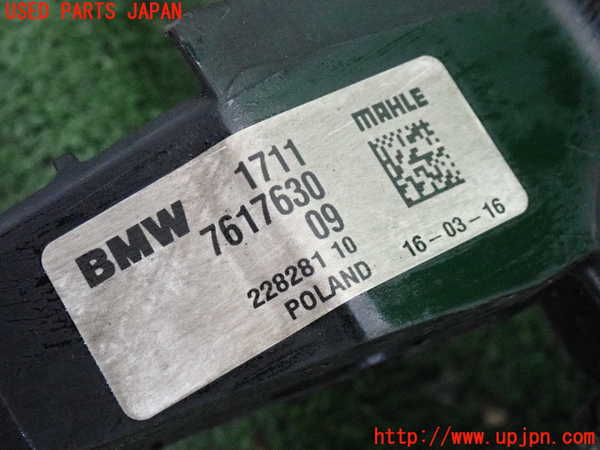 USED PARTS JAPAN
BMW
1711
7617630
09
228281 10
POLAND
MAHLE
16-03-16
http://www.upjpn.com/